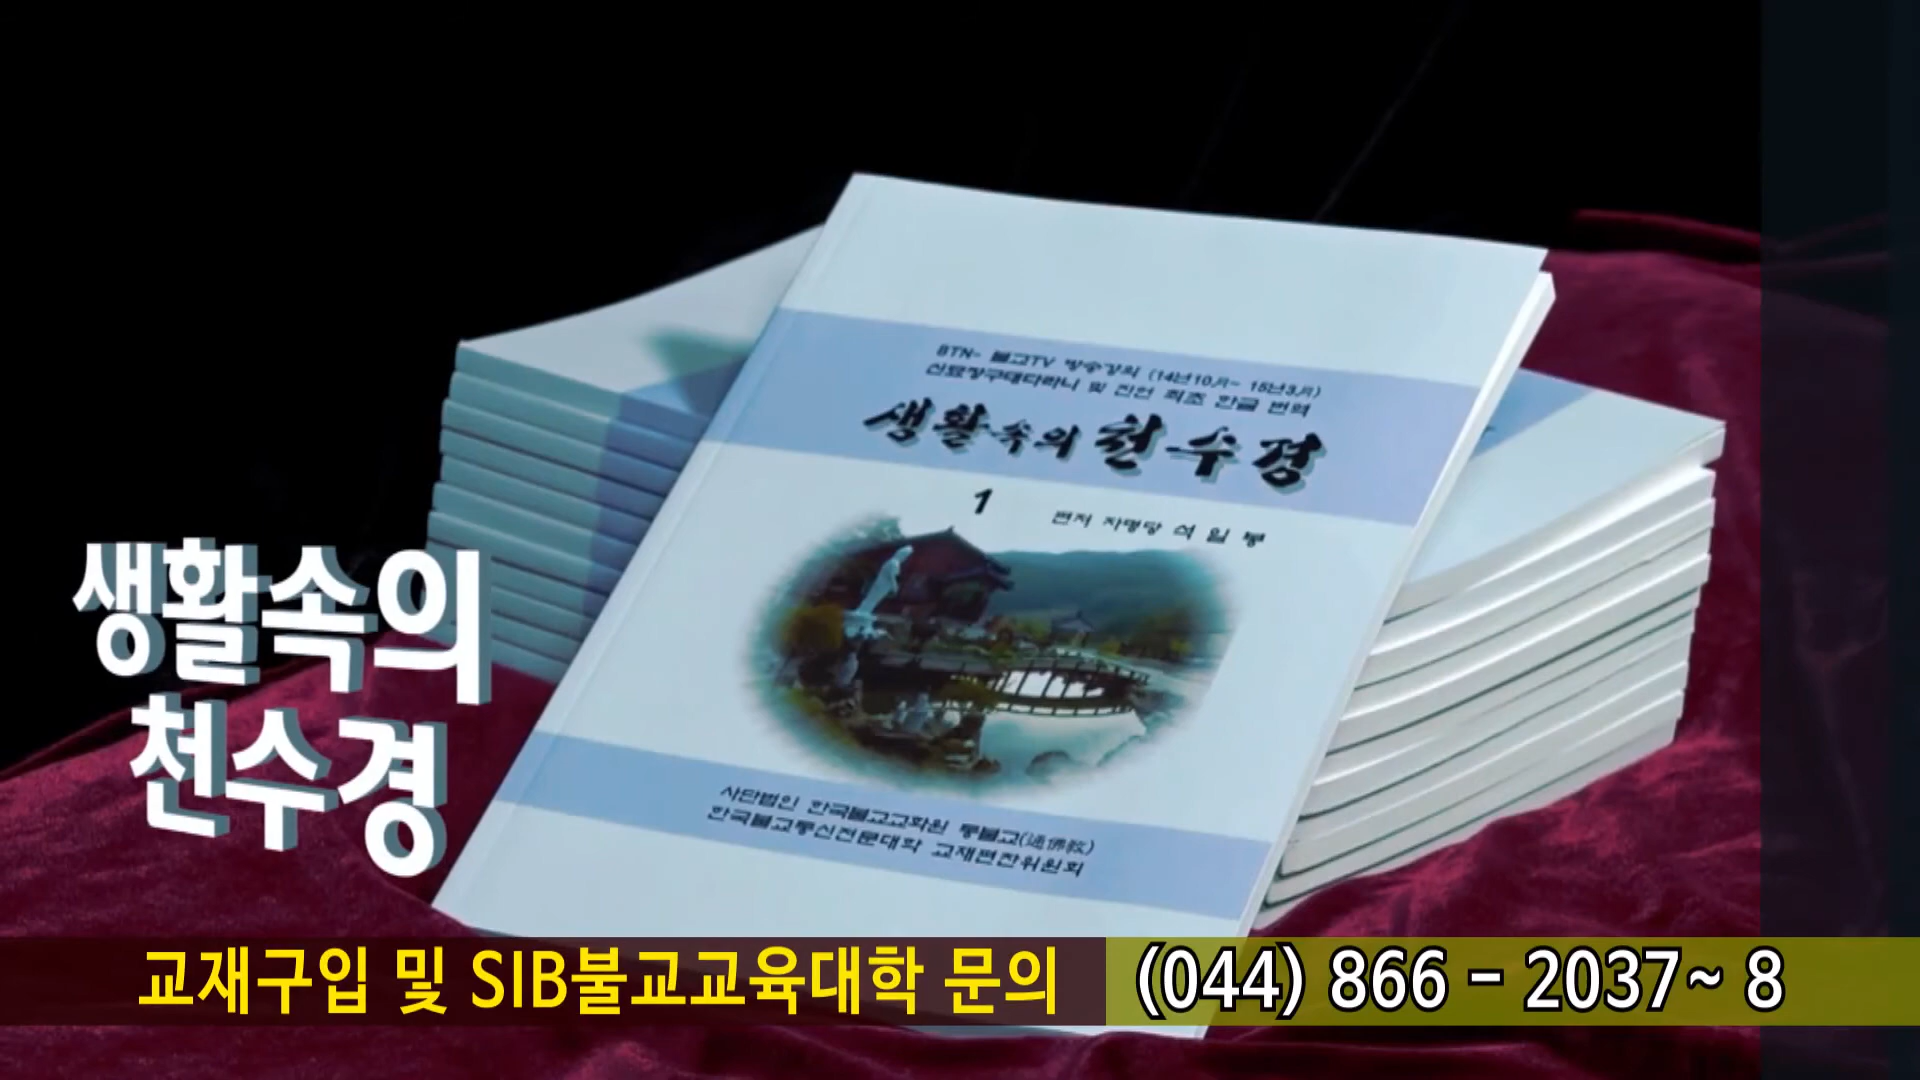 BTN- 불교TV 방송강의 (14년10月~ 15년3月)
신묘장구대다라니 및 진언 최초 한글 번역
생활속의 천수경
1 편저 자명당 석 일 봉
사단법인 한국불교교화원 통불교(通佛敎)
한국불교통신전문대학 교재편찬위원회
생활속의
천수경
교재구입 및 SIB불교교육대학 문의 (044) 866 - 2037~ 8